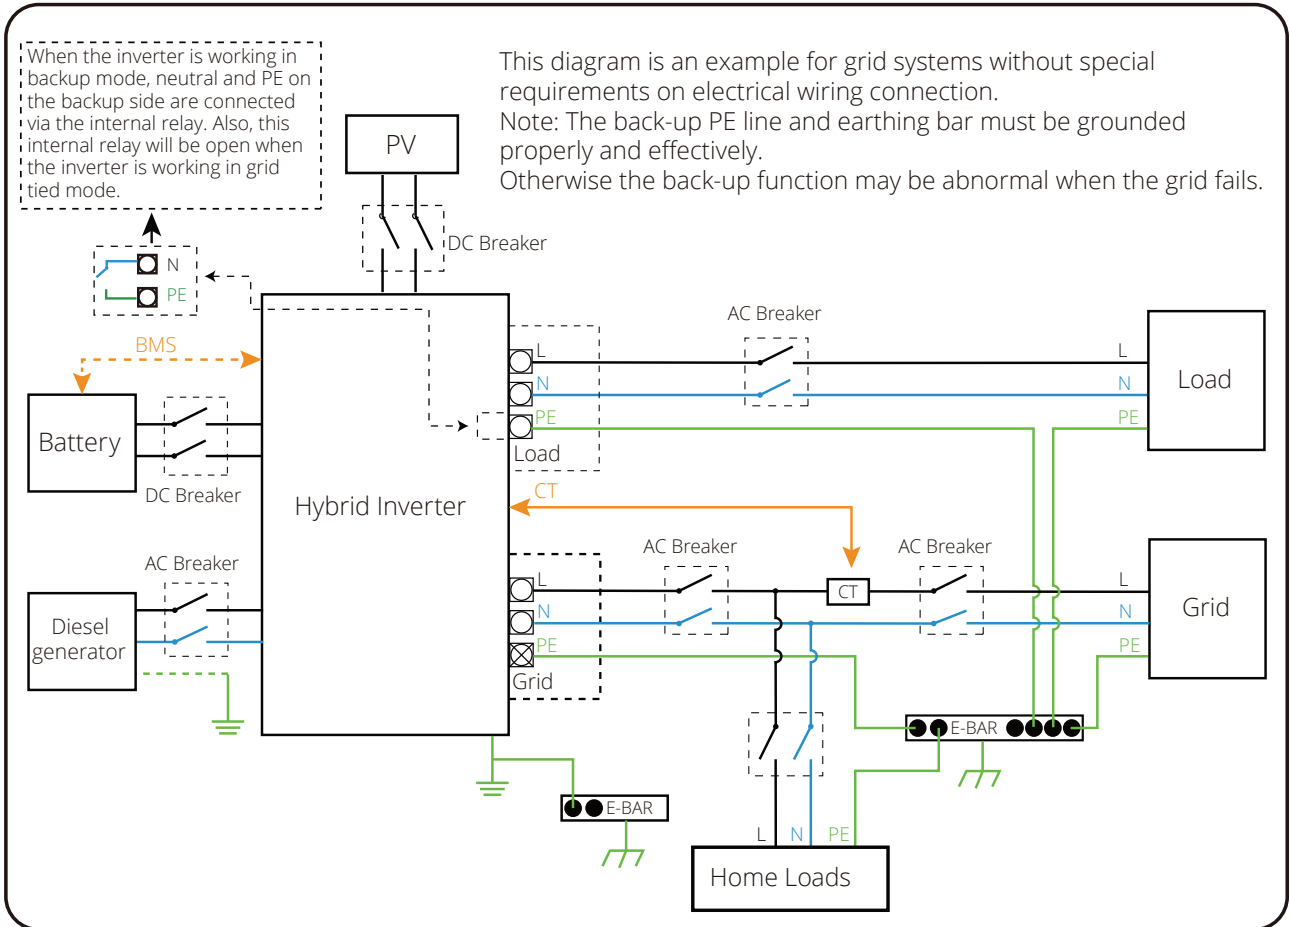 When the inverter is working in
backup mode, neutral and PE on
the backup side are connected
via the internal relay. Also, this
internal relay will be open when
the inverter is working in grid
tied mode.
This diagram is an example for grid systems without special
requirements on electrical wiring connection.
Note: The back-up PE line and earthing bar must be grounded
properly and effectively.
Otherwise the back-up function may be abnormal when the grid fails.
PV
DC Breaker
N
PE
BMS
Battery
DC Breaker
AC Breaker
Diesel
generator
Hybrid Inverter
L
N
PE
Load
AC Breaker
L
N
PE
Load
CT
L
N
PE
Grid
AC Breaker
CT
AC Breaker
L
N
PE
Grid
E-BAR
E-BAR
L
N
PE
Home Loads